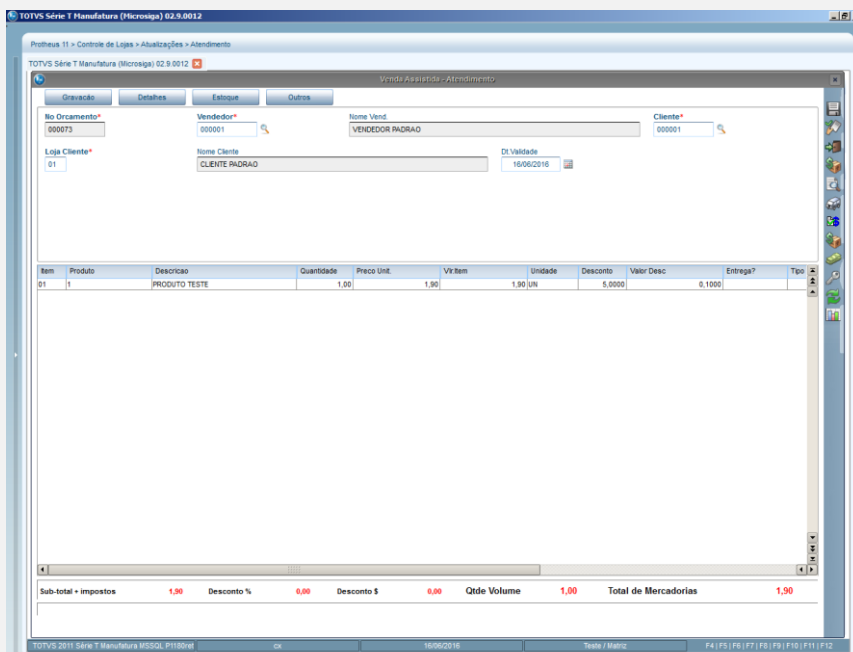 TOTVS Série T Manufatura (Microsiga) 02.9.0012
Protheus 11 > Controle de Lojas > Atualizações > Atendimento
TOTVS Série T Manufatura (Microsiga) 02.9.0012
Venda Assistida - Atendimento
Gravacão Detalhes Estoque Outros
No Orcamento* Vendedor* Nome Vend. Cliente*
000073 000001 VENDEDOR PADRAO 000001
Loja Cliente* Nome Cliente Dt.Validade
01 CLIENTE PADRAO 16/06/2016
Item Produto Descricao Quantidade Preco Unit. Vlr.Item Unidade Desconto Valor Desc Entrega? Tipo
01 1 PRODUTO TESTE 1,00 1,90 1,90 UN 5,0000 0,1000
Sub-total + impostos 1,90 Desconto % 0,00 Desconto $ 0,00 Qtde Volume 1,00 Total de Mercadorias 1,90
TOTVS 2011 Série T Manufatura MSSQL P1180ret cx 16/06/2016 Teste / Matriz F4 | F5 | F6 | F7 | F8 | F9 | F10 | F11 | F12